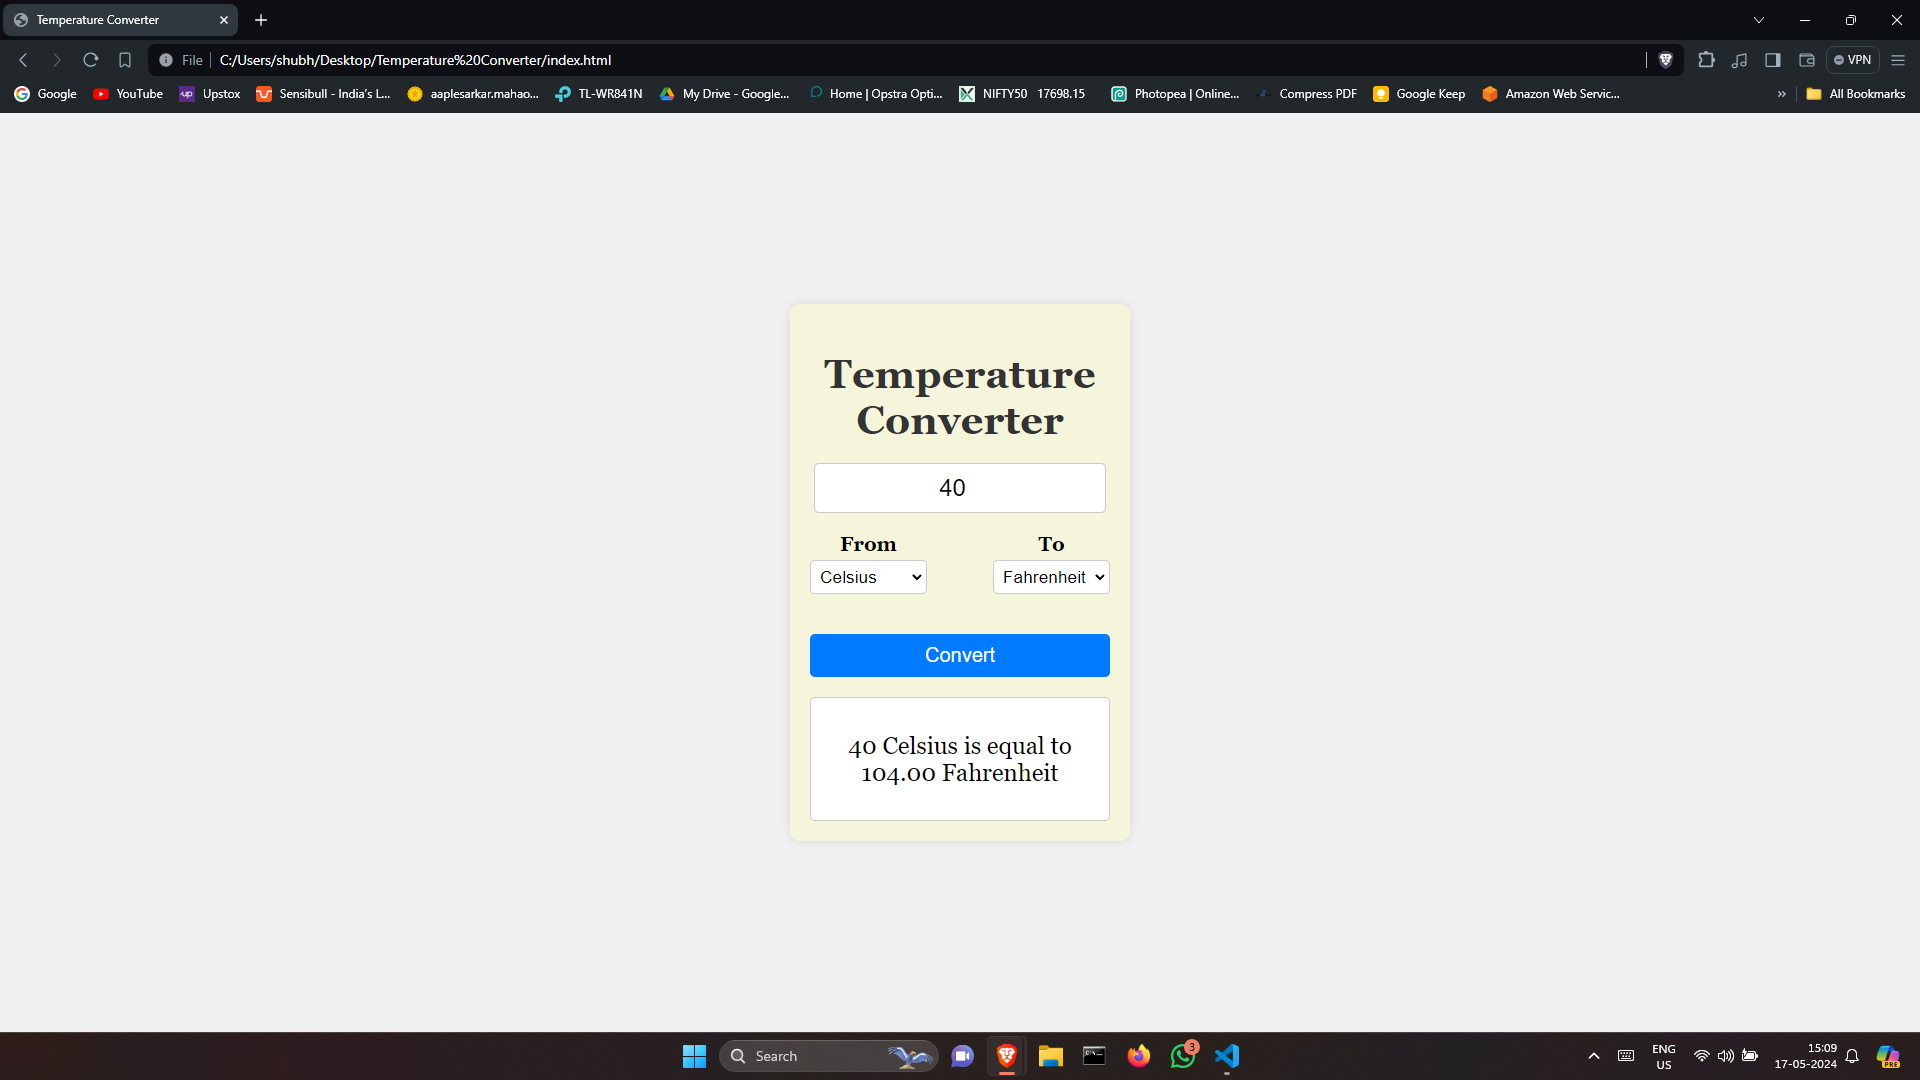 Temperature Converter
File
C:/Users/shubh/Desktop/Temperature%20Converter/index.html
VPN
Google
YouTube
Upstox
Sensibull - India's L...
aaplesarkar.mahao...
TL-WR841N
My Drive - Google...
Home | Opstra Opti...
NIFTY50 17698.15
Photopea | Online...
Compress PDF
Google Keep
Amazon Web Servic...
All Bookmarks
Temperature
Converter
40
From To
Celsius Fahrenheit
Convert
40 Celsius is equal to
104.00 Fahrenheit
Search
3
ENG
US
15:09
17-05-2024
PRE